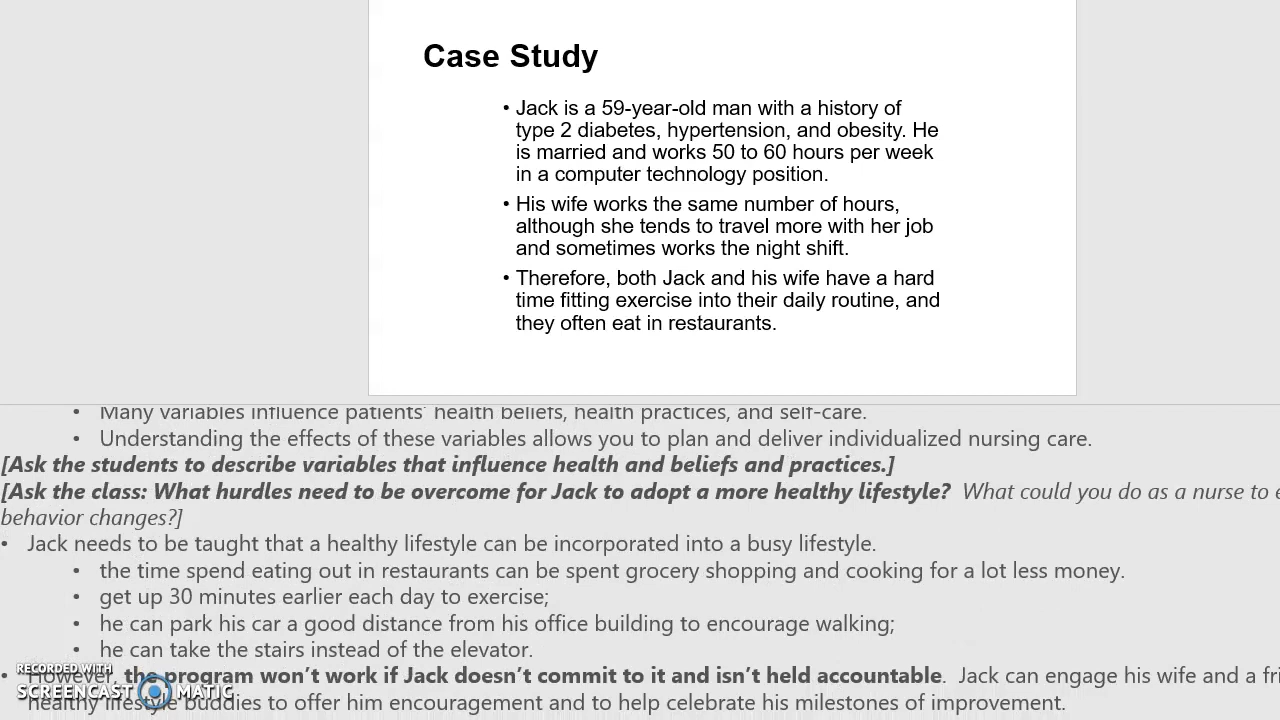 Case Study
• Jack is a 59-year-old man with a history of
type 2 diabetes, hypertension, and obesity. He
is married and works 50 to 60 hours per week
in a computer technology position.
• His wife works the same number of hours,
although she tends to travel more with her job
and sometimes works the night shift.
• Therefore, both Jack and his wife have a hard
time fitting exercise into their daily routine, and
they often eat in restaurants.
• Many variables influence patients' health beliefs, health practices, and self-care.
• Understanding the effects of these variables allows you to plan and deliver individualized nursing care.
[Ask the students to describe variables that influence health and beliefs and practices.]
[Ask the class: What hurdles need to be overcome for Jack to adopt a more healthy lifestyle? What could you do as a nurse to
behavior changes?]
• Jack needs to be taught that a healthy lifestyle can be incorporated into a busy lifestyle.
• the time spend eating out in restaurants can be spent grocery shopping and cooking for a lot less money.
• get up 30 minutes earlier each day to exercise;
• he can park his car a good distance from his office building to encourage walking;
• he can take the stairs instead of the elevator.
RECORDED WITH
• However, the program won't work if Jack doesn't commit to it and isn't held accountable. Jack can engage his wife and a
SCREENCAST MATIC
healthy lifestyle buddies to offer him encouragement and to help celebrate his milestones of improvement.